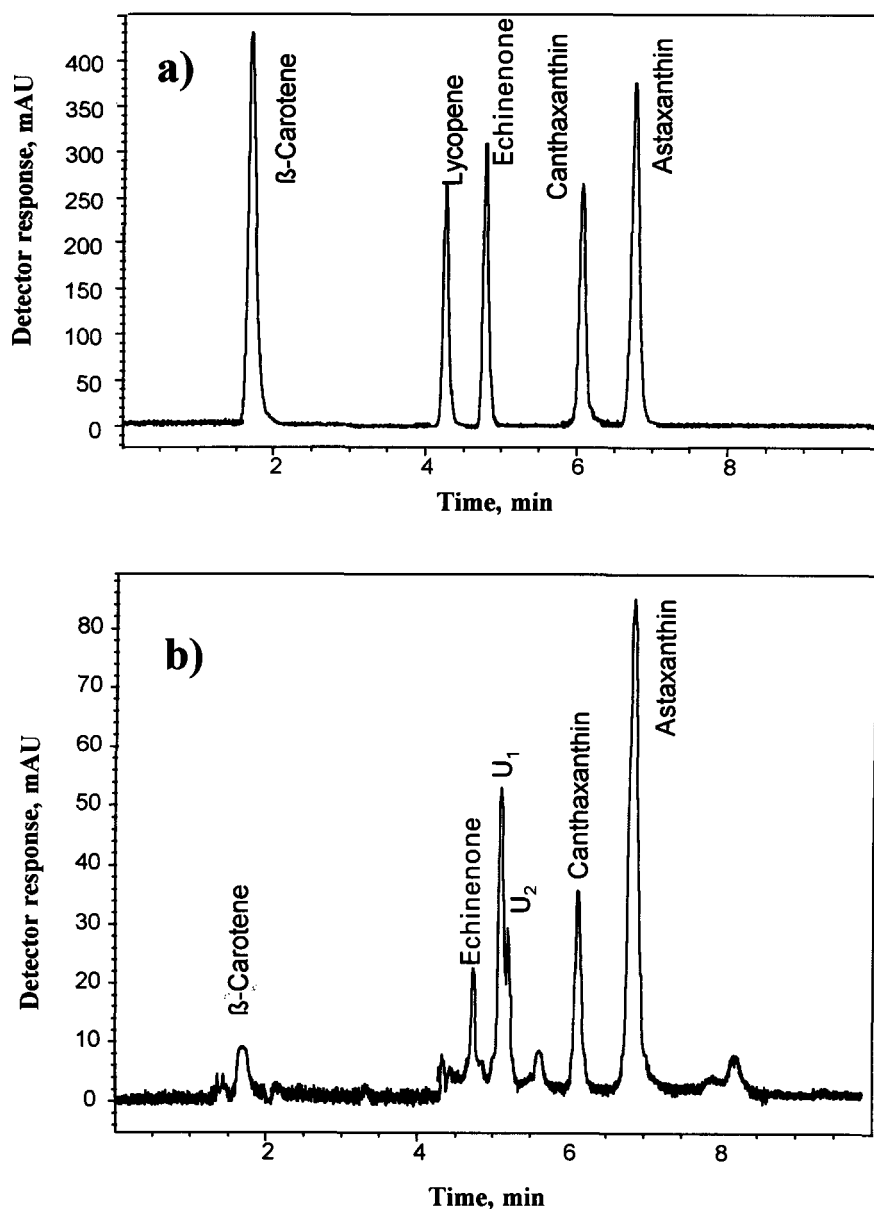 a)
Detector response, mAU
450
400
350
300
250
200
150
100
50
0
ß-Carotene
Lycopene
Echinenone
Canthaxanthin
Astaxanthin
2
4
6
8
Time, min
b)
Detector response, mAU
80
70
60
50
40
30
20
10
0
ß-Carotene
Echinenone
U₁
U₂
Canthaxanthin
Astaxanthin
2
4
6
8
Time, min